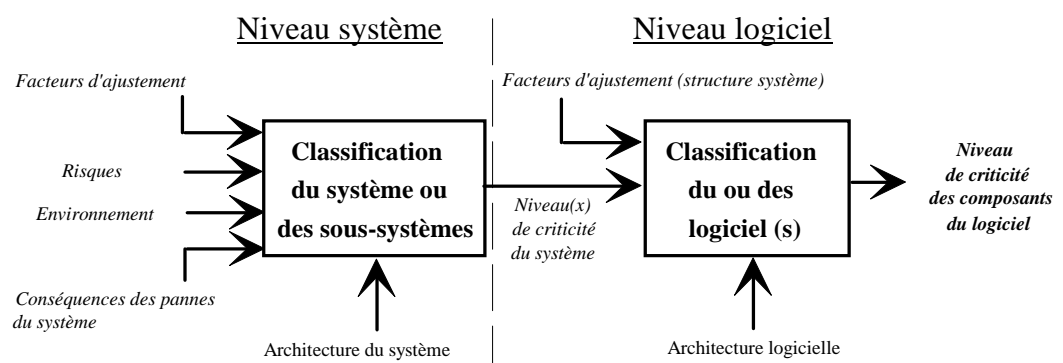 Niveau système
Niveau logiciel
Facteurs d'ajustement
Risques
Environnement
Conséquences des pannes
du système
Classification
du système ou
des sous-systèmes
Architecture du système
Niveau(x)
de criticité
du système
Facteurs d'ajustement (structure système)
Classification
du ou des
logiciel (s)
Architecture logicielle
Niveau
de criticité
des composants
du logiciel